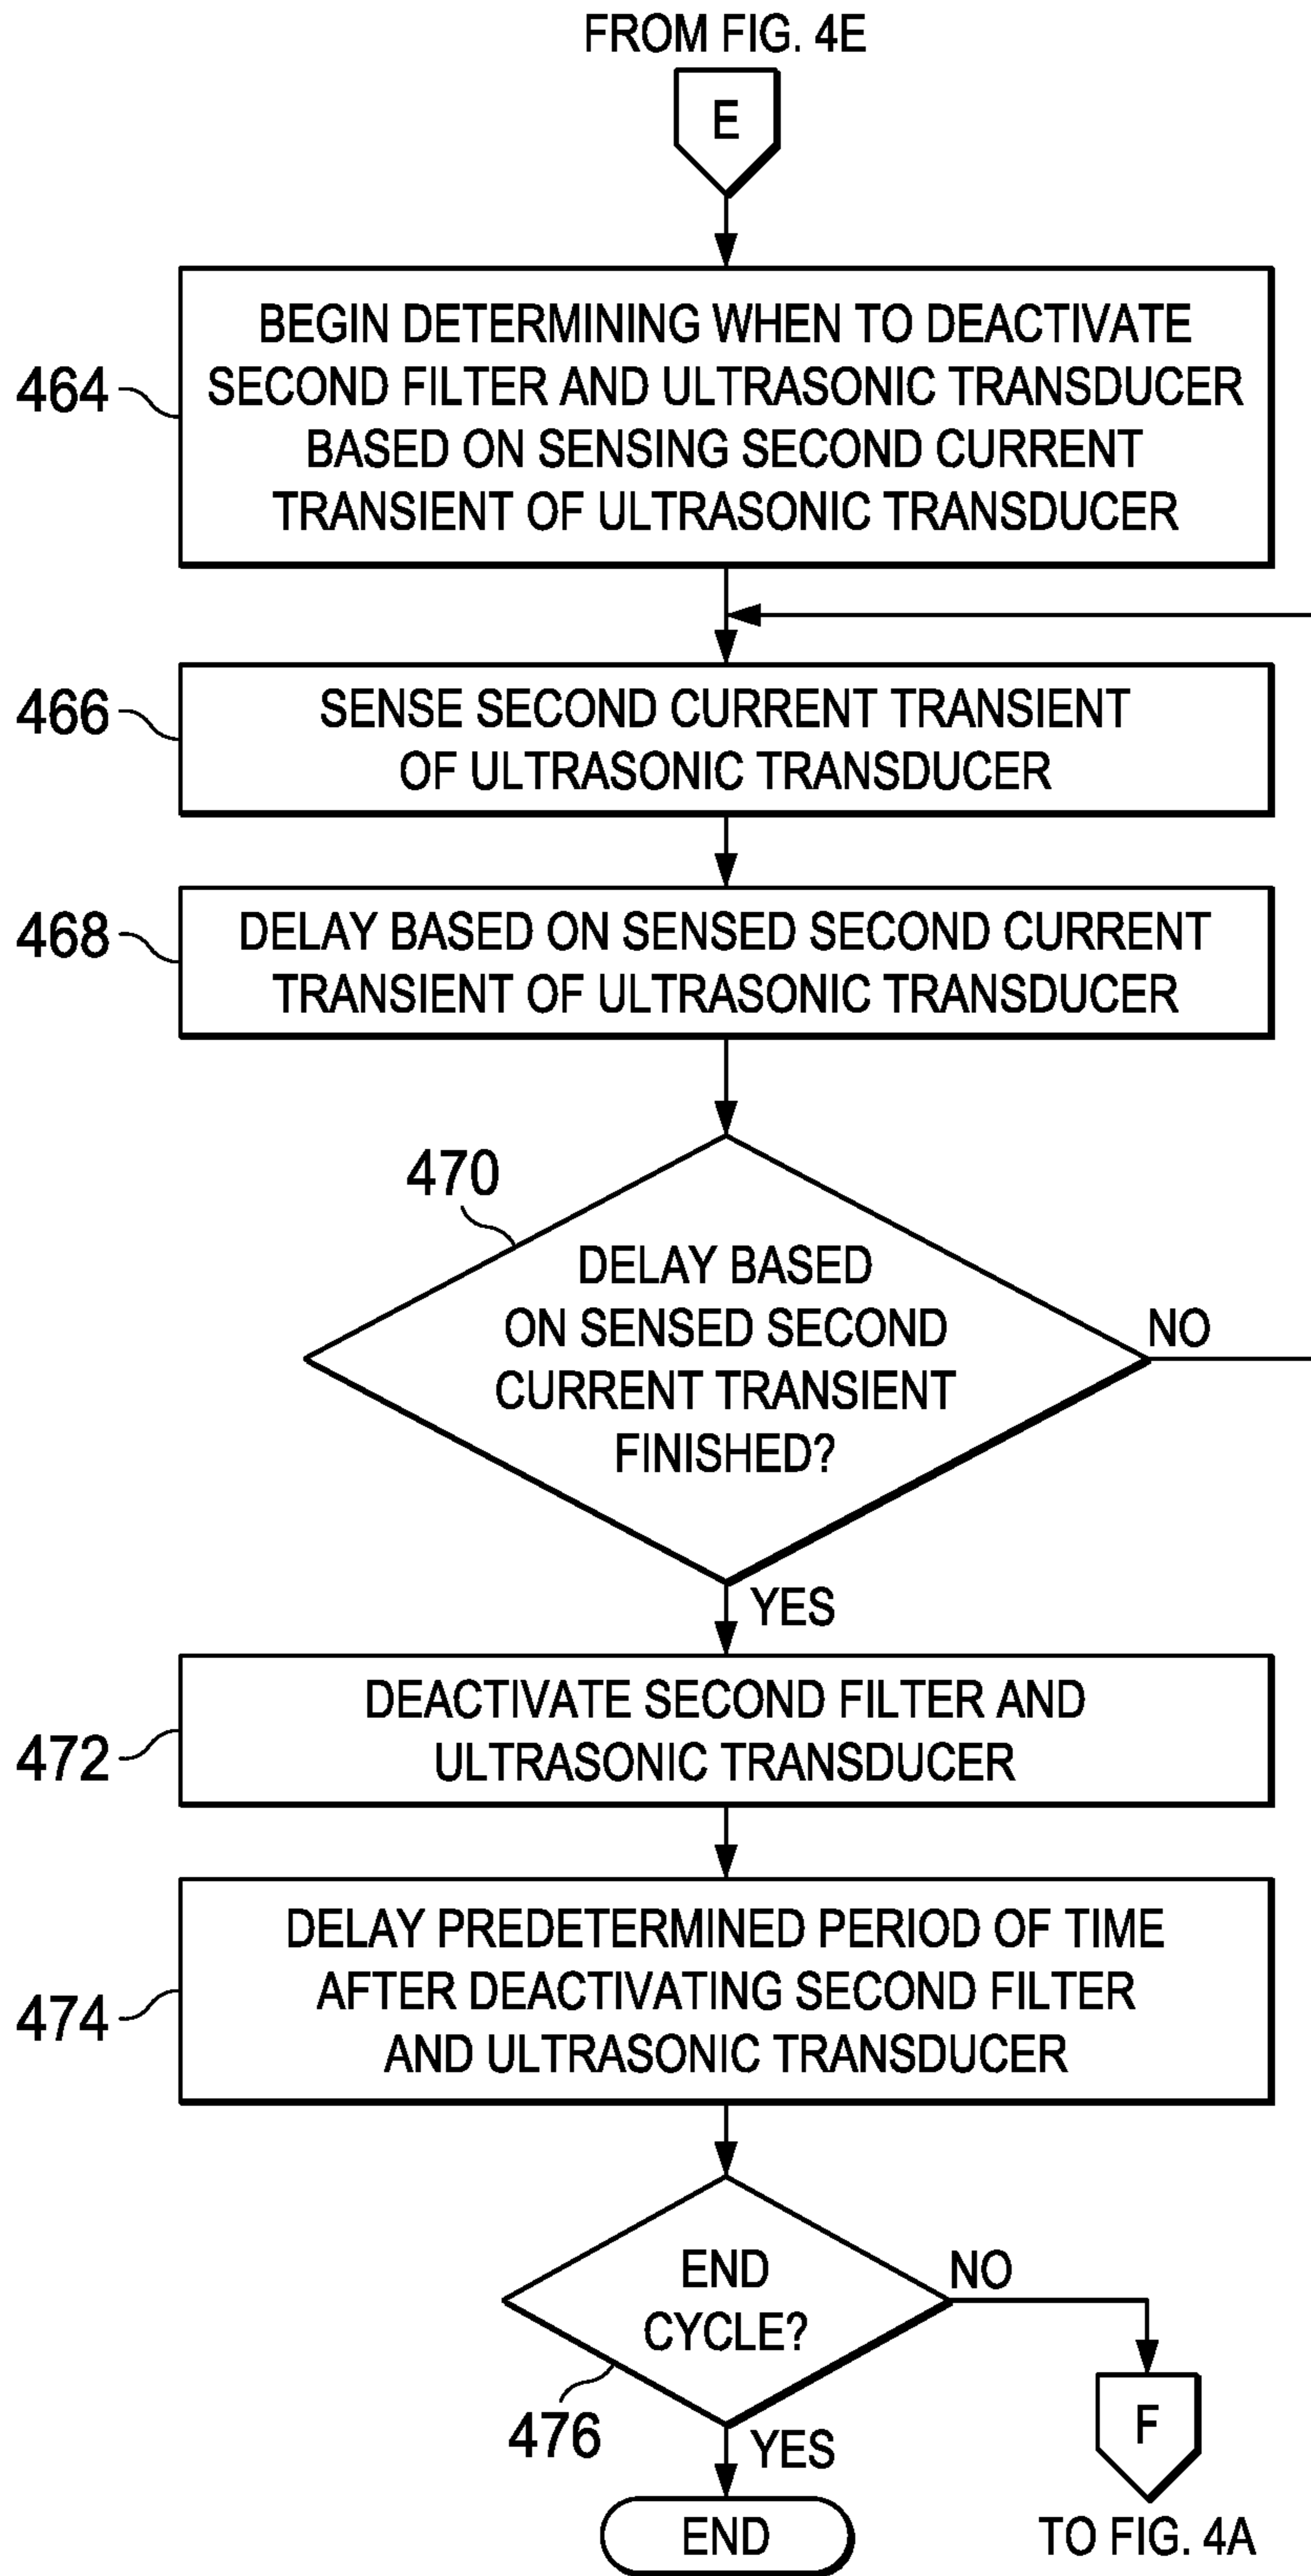 FROM FIG. 4E
E
464
BEGIN DETERMINING WHEN TO DEACTIVATE
SECOND FILTER AND ULTRASONIC TRANSDUCER
BASED ON SENSING SECOND CURRENT
TRANSIENT OF ULTRASONIC TRANSDUCER
466
SENSE SECOND CURRENT TRANSIENT
OF ULTRASONIC TRANSDUCER
468
DELAY BASED ON SENSED SECOND CURRENT
TRANSIENT OF ULTRASONIC TRANSDUCER
470
DELAY BASED
ON SENSED SECOND
CURRENT TRANSIENT
FINISHED?
NO
YES
472
DEACTIVATE SECOND FILTER AND
ULTRASONIC TRANSDUCER
474
DELAY PREDETERMINED PERIOD OF TIME
AFTER DEACTIVATING SECOND FILTER
AND ULTRASONIC TRANSDUCER
END
CYCLE?
NO
476
YES
F
END
TO FIG. 4A